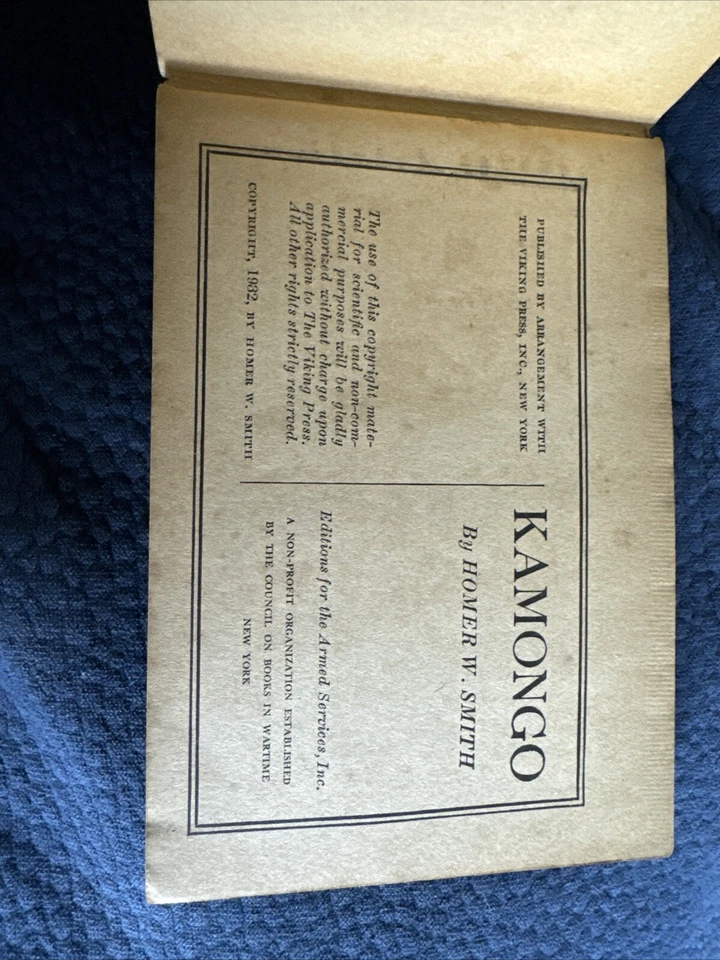 PUBLISHED BY ARRANGEMENT WITH
THE VIKING PRESS, INC., NEW YORK
The use of this copyright mate-
rial for scientific and non-com-
mercial purposes will be gladly
authorized without charge upon
application to The Viking Press.
All other rights strictly reserved.
COPYRIGHT, 1932, BY HOMER W. SMITH
KAMONGO
By HOMER W. SMITH
Editions for the Armed Services, Inc.
A NON-PROFIT ORGANIZATION ESTABLISHED
BY THE COUNCIL ON BOOKS IN WARTIME
NEW YORK